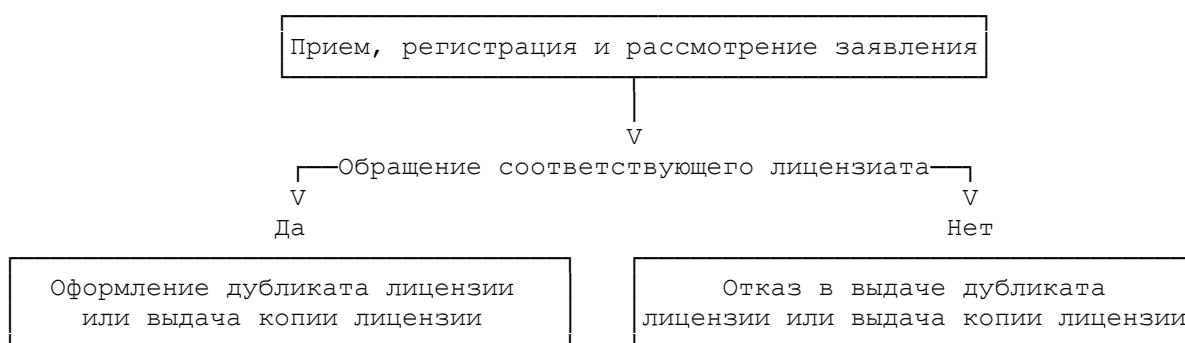 Прием, регистрация и рассмотрение заявления
V
Обращение соответствующего лицензиата
V V
Да Нет
Оформление дубликата лицензии
или выдача копии лицензии
Отказ в выдаче дубликата
лицензии или выдача копии лицензии